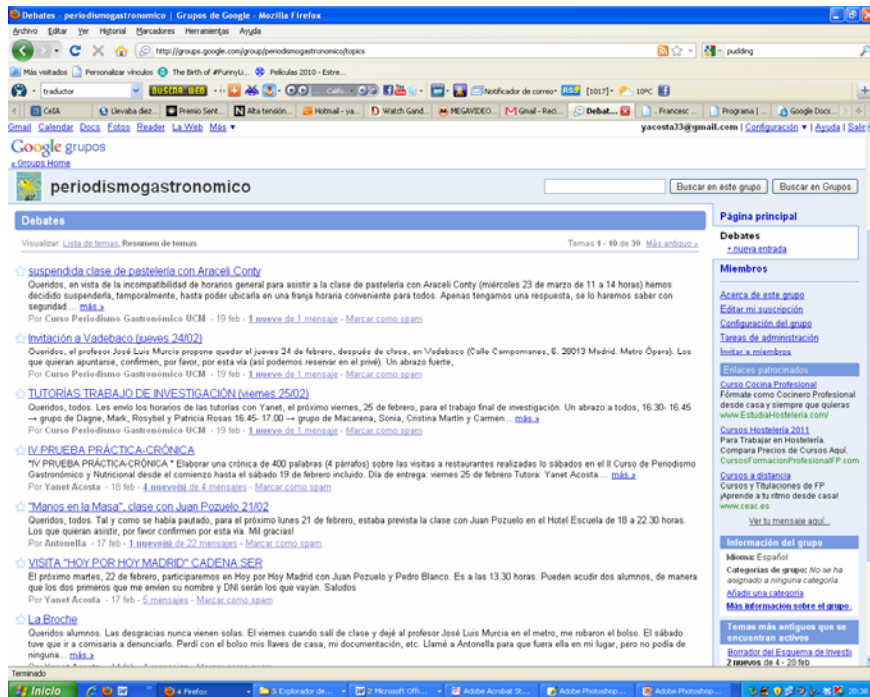 Debates - periodismogastronomico | Grupos de Google - Mozilla Firefox
Archivo Editar Ver Historial Marcadores Herramientas Ayuda
http://groups.google.com/group/periodismogastronomico/topics
pudding
Más visitados Personalizar vínculos The Birth of #FunnyLi... Películas 2010 - Estre...
traductor BUSCAR WEB Notificador de correo [1017] 10ºC
CeIA Llevaba diez... Premio Sent... Alta tensión... Hotmail - ya... Watch Gand... MEGAVIDEO... Gmail - Reci... Debat... . Francesc ... Programa | ... Google Docs...
Gmail Calendar Docs Fotos Reader La Web Más ▼
yacosta33@gmail.com | Configuración ▼ | Ayuda | Salir
Google grupos
« Groups Home
periodismogastronomico
Buscar en este grupo Buscar en Grupos
Debates
Visualizar: Lista de temas, Resumen de temas Temas 1 - 10 de 39 Más antiguo »
suspendida clase de pastelería con Araceli Conty
Queridos, en vista de la incompatibilidad de horarios general para asistir a la clase de pastelería con Araceli Conty (miércoles 23 de marzo de 11 a 14 horas) hemos
decidido suspenderla, temporalmente, hasta poder ubicarla en una franja horaria conveniente para todos. Apenas tengamos una respuesta, se lo haremos saber con
seguridad.... más »
Por Curso Periodismo Gastronómico UCM - 19 feb - 1 nuevo de 1 mensaje - Marcar como spam
Invitación a Vadebaco (jueves 24/02)
Queridos, el profesor José Luis Murcia propone quedar el jueves 24 de febrero, después de clase, en Vadebaco (Calle Campomanes, 6. 28013 Madrid. Metro Ópera). Los
que quieran apuntarse, confirmen, por favor, por esta vía (así podemos reservar en el privé). Un abrazo fuerte,
Por Curso Periodismo Gastronómico UCM - 19 feb - 1 nuevo de 1 mensaje - Marcar como spam
TUTORÍAS TRABAJO DE INVESTIGACIÓN (viernes 25/02)
Queridos, todos. Les envío los horarios de las tutorías con Yanet, el próximo viernes, 25 de febrero, para el trabajo final de investigación. Un abrazo a todos, 16.30- 16.45
→ grupo de Dagne, Mark, Rosybel y Patricia Rosas 16.45- 17.00 → grupo de Macarena, Sonia, Cristina Martín y Carmen... más »
Por Curso Periodismo Gastronómico UCM - 19 feb - 1 nuevo de 1 mensaje - Marcar como spam
IV PRUEBA PRÁCTICA-CRÓNICA
*IV PRUEBA PRÁCTICA-CRÓNICA * Elaborar una crónica de 400 palabras (4 párrafos) sobre las visitas a restaurantes realizadas lo sábados en el II Curso de Periodismo
Gastronómico y Nutricional desde el comienzo hasta el sábado 19 de febrero incluido. Día de entrega: viernes 25 de febrero Tutora: Yanet Acosta.... más »
Por Yanet Acosta - 18 feb - 4 nuevo(s) de 4 mensajes - Marcar como spam
"Manos en la Masa", clase con Juan Pozuelo 21/02
Queridos, todos. Tal y como se había pautado, para el próximo lunes 21 de febrero, estaba prevista la clase con Juan Pozuelo en el Hotel Escuela de 18 a 22.30 horas.
Los que quieran asistir, por favor confirmen por esta vía. Mil gracias!
Por Antonella - 17 feb - 1 nuevo(s) de 22 mensajes - Marcar como spam
VISITA "HOY POR HOY MADRID" CADENA SER
El próximo martes, 22 de febrero, participaremos en Hoy por Hoy Madrid con Juan Pozuelo y Pedro Blanco. Es a las 13.30 horas. Pueden acudir dos alumnos, de manera
que los dos primeros que me envíen su nombre y DNI serán los que vayan. Saludos
Por Yanet Acosta - 17 feb - 5 mensajes - Marcar como spam
La Broche
Queridos alumnos. Las desgracias nunca vienen solas. El viernes cuando salí de clase y dejé al profesor José Luis Murcia en el metro, me robaron el bolso. El sábado
tuve que ir a comisaria a denunciarlo. Perdí con el bolso mis llaves de casa, mi documentación, etc. Llamé a Antonella para que fuera ella en mi lugar, pero no podía de
ninguna... más »
Página principal
Debates
+ nueva entrada
Miembros
Acerca de este grupo
Editar mi suscripción
Configuración del grupo
Tareas de administración
Invitar a miembros
Enlaces patrocinados
Curso Cocina Profesional
Fórmate como Cocinero Profesional
desde casa y siempre que quieras
www.EstudiaHosteleria.com/
Cursos Hostelería 2011
Para Trabajar en Hostelería.
Compara Precios de Cursos Aquí.
CursosFormacionProfesionalFP.com
Cursos a distancia
Cursos y Titulaciones de FP
¡Aprende a tu ritmo desde casa!
www.ceac.es
Ver tu mensaje aquí...
Información del grupo
Idioma: Español
Categorías de grupo: No se ha
asignado a ninguna categoría.
Añadir una categoría
Más información sobre el grupo.
Temas más antiguos que se
encuentran activos
Borrador del Esquema de Investi
2 nuevos de 4 - 20 feb
Terminado
Inicio 4 Firefox 5 Explorador de... 2 Microsoft Offi... Adobe Acrobat St... Adobe Photoshop... Adobe Photoshop... 20:38